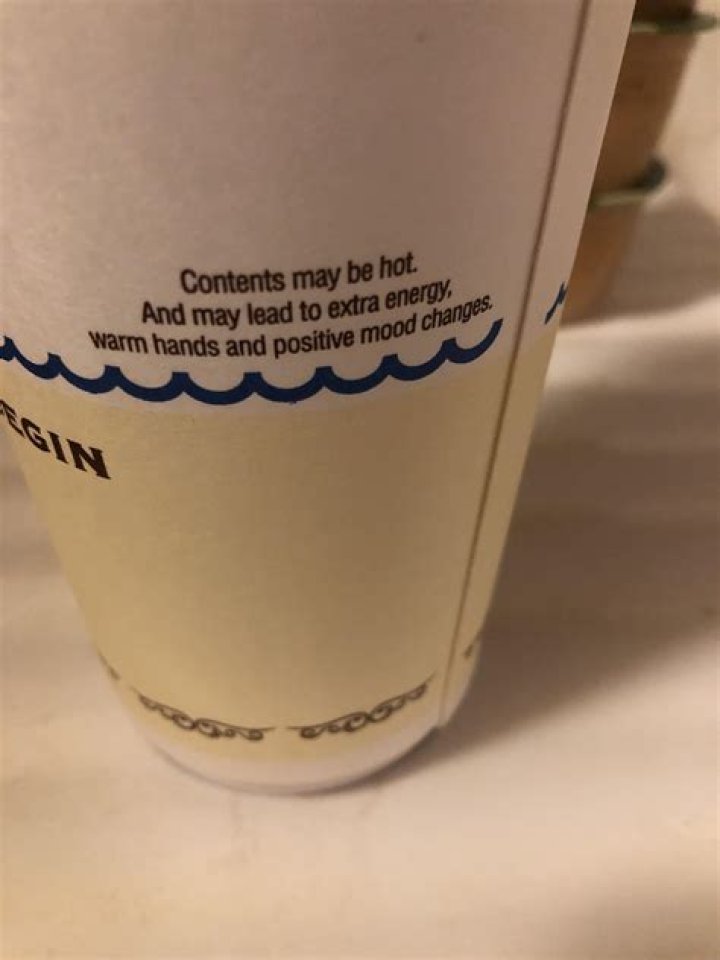 Contents may be hot.
And may lead to extra energy,
warm hands and positive mood changes.
EGIN